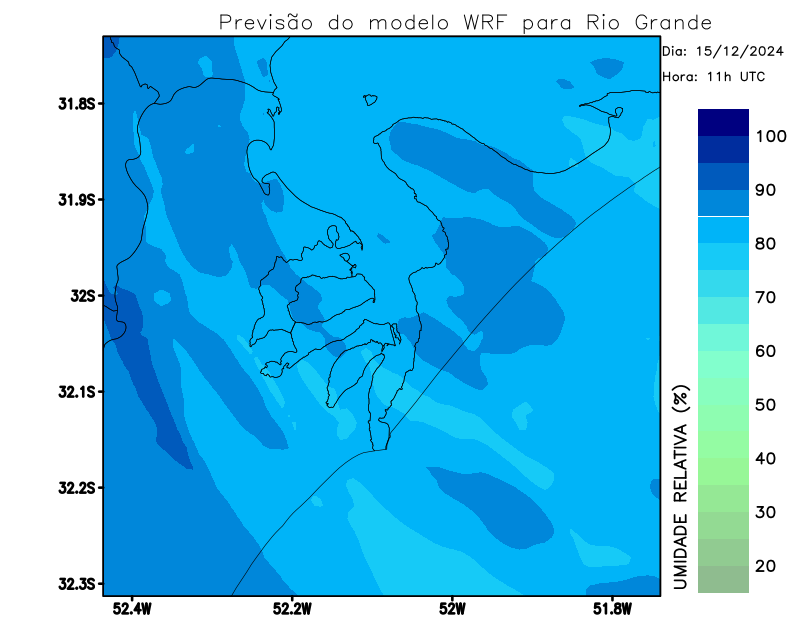 Previsão do modelo WRF para Rio Grande
Dia: 15/12/2024
Hora: 11h UTC
31.8S
31.9S
32S
32.1S
32.2S
32.3S
52.4W
52.2W
52W
51.8W
100
90
80
70
60
50
40
30
20
UMIDADE RELATIVA (%)